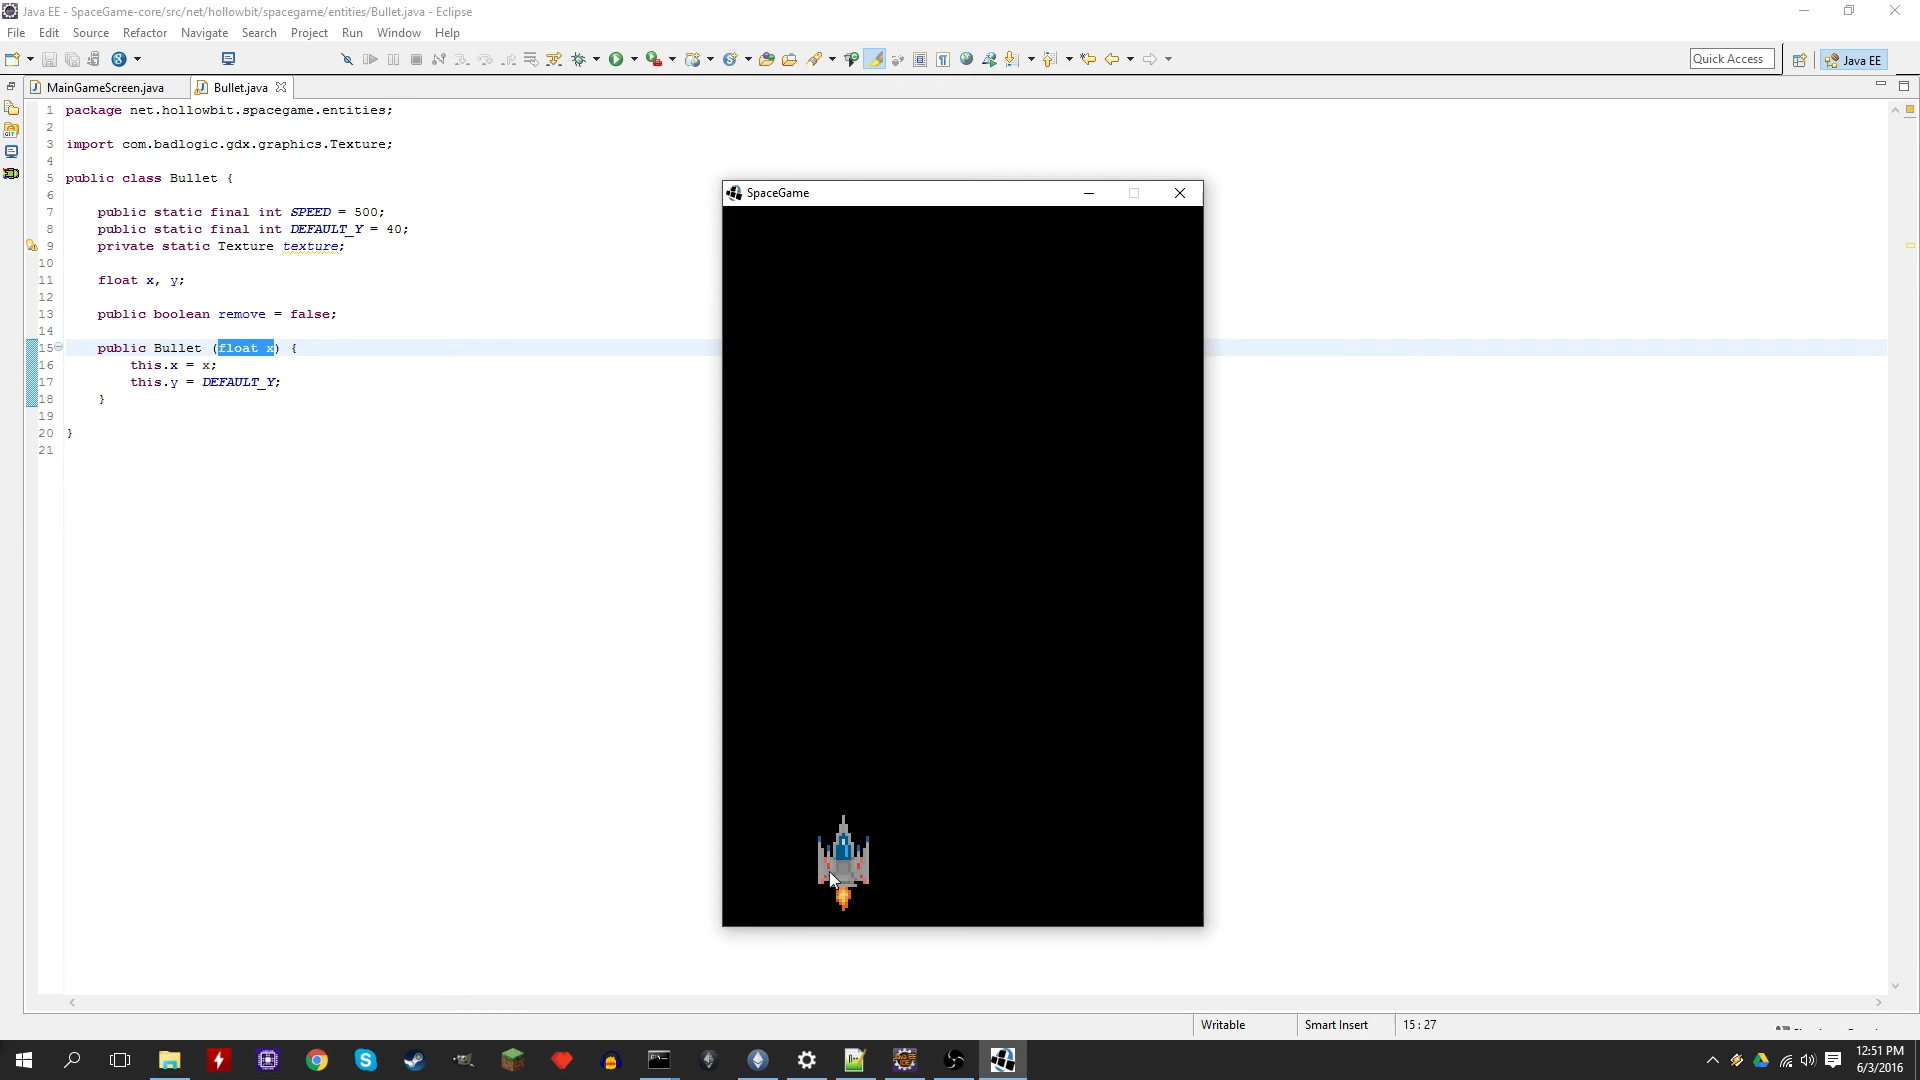 Java EE - SpaceGame-core/src/net/hollowbit/spacegame/entities/Bullet.java - Eclipse
File Edit Source Refactor Navigate Search Project Run Window Help
Quick Access
Java EE
MainGameScreen.java
Bullet.java
1 package net.hollowbit.spacegame.entities;
2
3 import com.badlogic.gdx.graphics.Texture;
4
5 public class Bullet {
6
7 public static final int SPEED = 500;
8 public static final int DEFAULT_Y = 40;
9 private static Texture texture;
10
11 float x, y;
12
13 public boolean remove = false;
14
15 public Bullet (float x) {
16 this.x = x;
17 this.y = DEFAULT_Y;
18 }
19
20 }
21
SpaceGame
Writable
Smart Insert
15 : 27
12:51 PM
6/3/2016